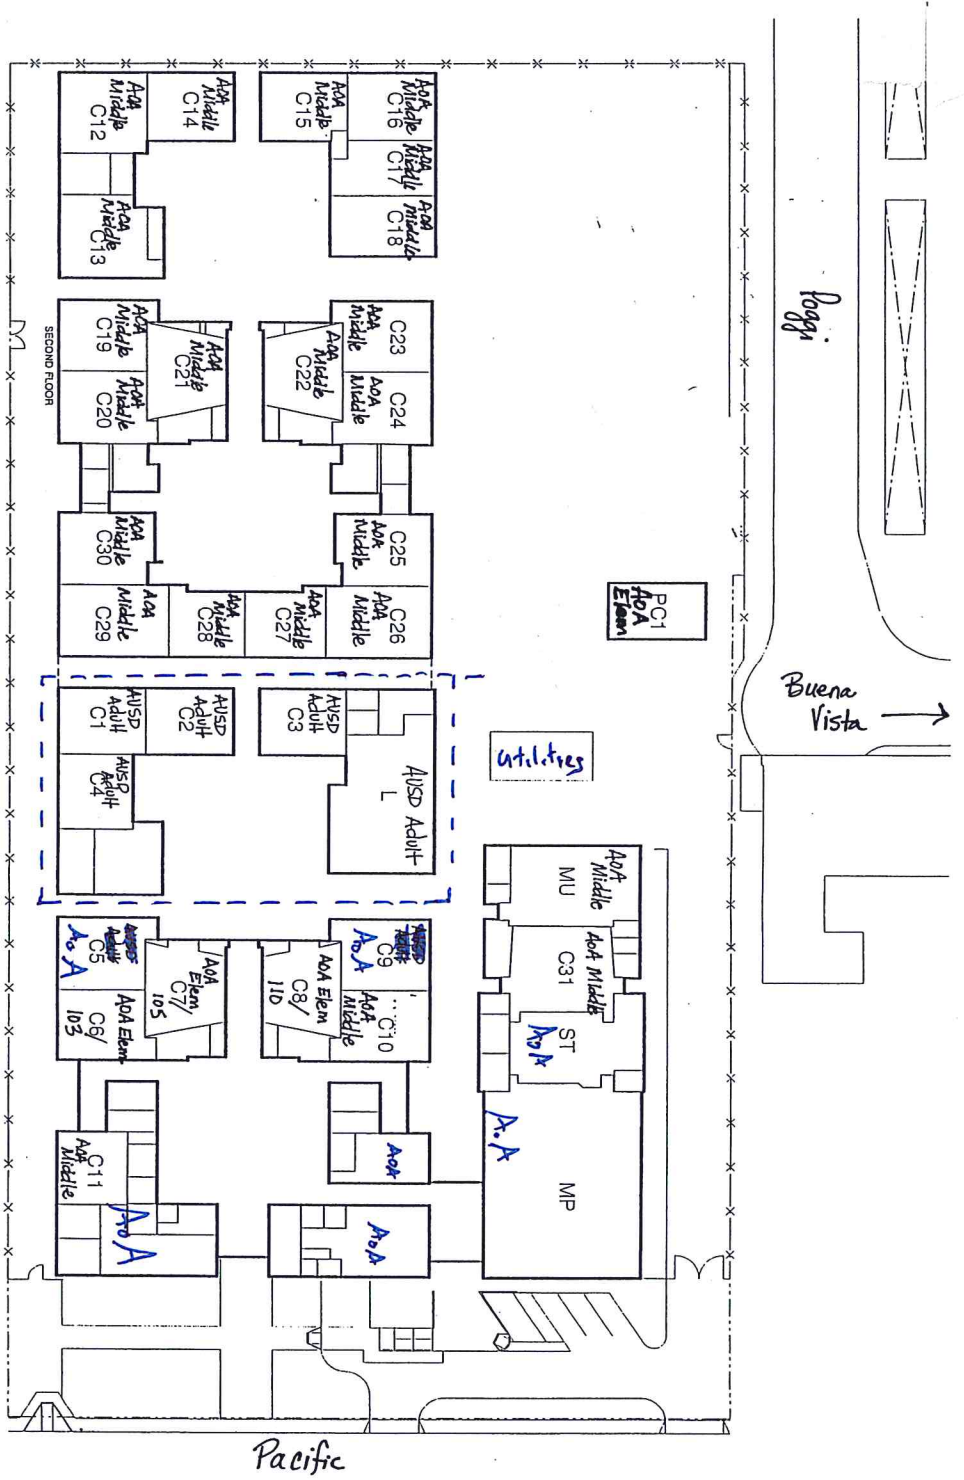 AOA
Middle
C12
AOA
Middle
C14
AOA
Middle
C15
AOA
Middle
C16
AOA
Middle
C17
AOA
Middle
C18
AOA
Middle
C13
Poggi
SECOND FLOOR
AOA
Middle
C19
AOA
Middle
C20
AOA
Middle
C21
AOA
Middle
C22
C23
AOA
Middle
C24
AOA
Middle
AOA
Middle
C30
C25
AOA
Middle
AOA
Middle
C29
AOA
Middle
C28
AOA
Middle
C27
C26
AOA
Middle
PC1
AOA
Elem
Buena
Vista
AUSD
Adult
C1
AUSD
Adult
C2
AUSD
Adult
C3
AUSD
Adult
C4
AUSD Adult
L
utilities
AOA
Middle
MU
AOA Middle
C31
ST
AoA
AoA
MP
C5
AoA
C9
AoA
AOA
Elem
C7/
105
AOA Elem
C8/
110
AOA Elem
C6/
103
C10
AOA
Middle
C11
AOA
Middle
AoA
AoA
AoA
Pacific